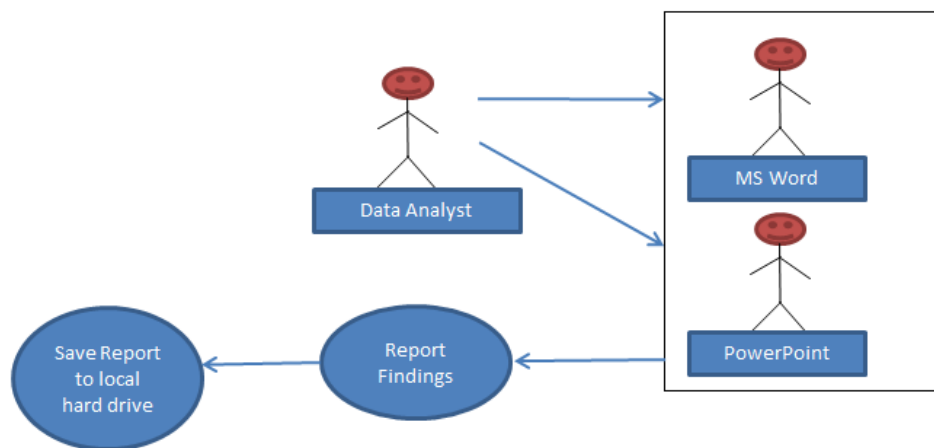 MS Word
Data Analyst
PowerPoint
Report
Findings
Save Report
to local
hard drive